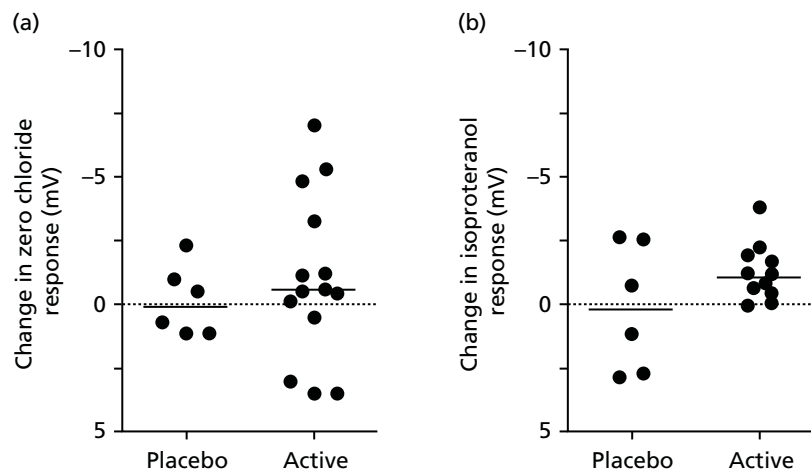 (a)
Change in zero chloride
response (mV)
–10
–5
0
5
Placebo
Active
(b)
Change in isoproteranol
response (mV)
–10
–5
0
5
Placebo
Active